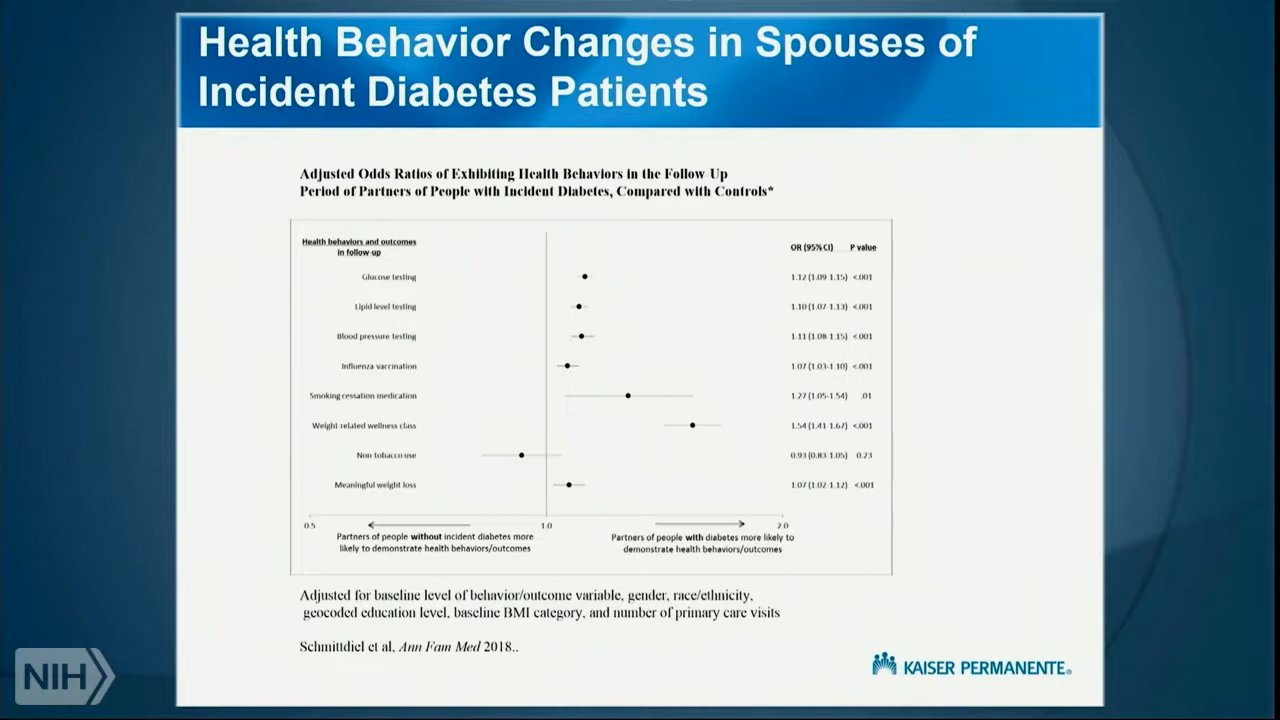 Health Behavior Changes in Spouses of
Incident Diabetes Patients
Adjusted Odds Ratios of Exhibiting Health Behaviors in the Follow Up
Period of Partners of People with Incident Diabetes, Compared with Controls*
Health behaviors and outcomes
in follow up
OR (95% CI) P value
Glucose testing 1.12 (1.09 1.15) <.001
Lipid level testing 1.10 (1.07-1.13) <.001
Blood pressure testing 1.11 (1.08-1.15) <.001
Influenza vaccination 1.07 (1.03-1.10) <.001
Smoking cessation medication 1.27 (1.05-1.54) .01
Weight related wellness class 1.54 (1.41-1.67) <.001
Non tobacco use 0.93 (0.83 1.05) 0.23
Meaningful weight loss 1.07 (1.02-1.12) <.001
0.5 1.0 2.0
Partners of people without incident diabetes more
likely to demonstrate health behaviors/outcomes
Partners of people with diabetes more likely to
demonstrate health behaviors/outcomes
Adjusted for baseline level of behavior/outcome variable, gender, race/ethnicity,
geocoded education level, baseline BMI category, and number of primary care visits
Schmittdiel et al, Ann Fam Med 2018..
NIH
KAISER PERMANENTE®